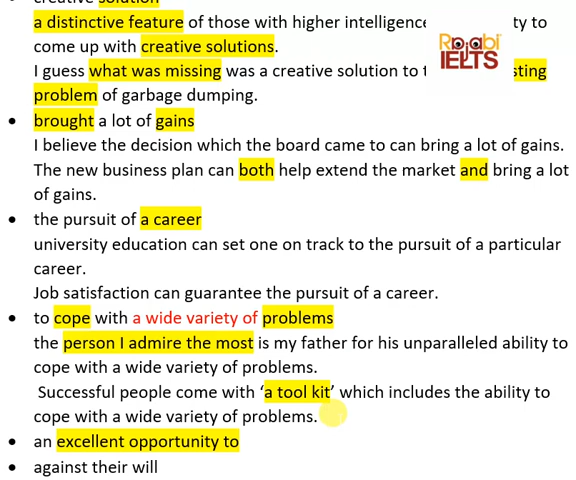 creative solution
a distinctive feature of those with higher intelligence ty to
come up with creative solutions.
I guess what was missing was a creative solution to t sting
problem of garbage dumping.
Rojabi
IELTS
• brought a lot of gains
I believe the decision which the board came to can bring a lot of gains.
The new business plan can both help extend the market and bring a lot
of gains.
• the pursuit of a career
university education can set one on track to the pursuit of a particular
career.
Job satisfaction can guarantee the pursuit of a career.
• to cope with a wide variety of problems
the person I admire the most is my father for his unparalleled ability to
cope with a wide variety of problems.
Successful people come with ‘a tool kit’ which includes the ability to
cope with a wide variety of problems.
• an excellent opportunity to
• against their will